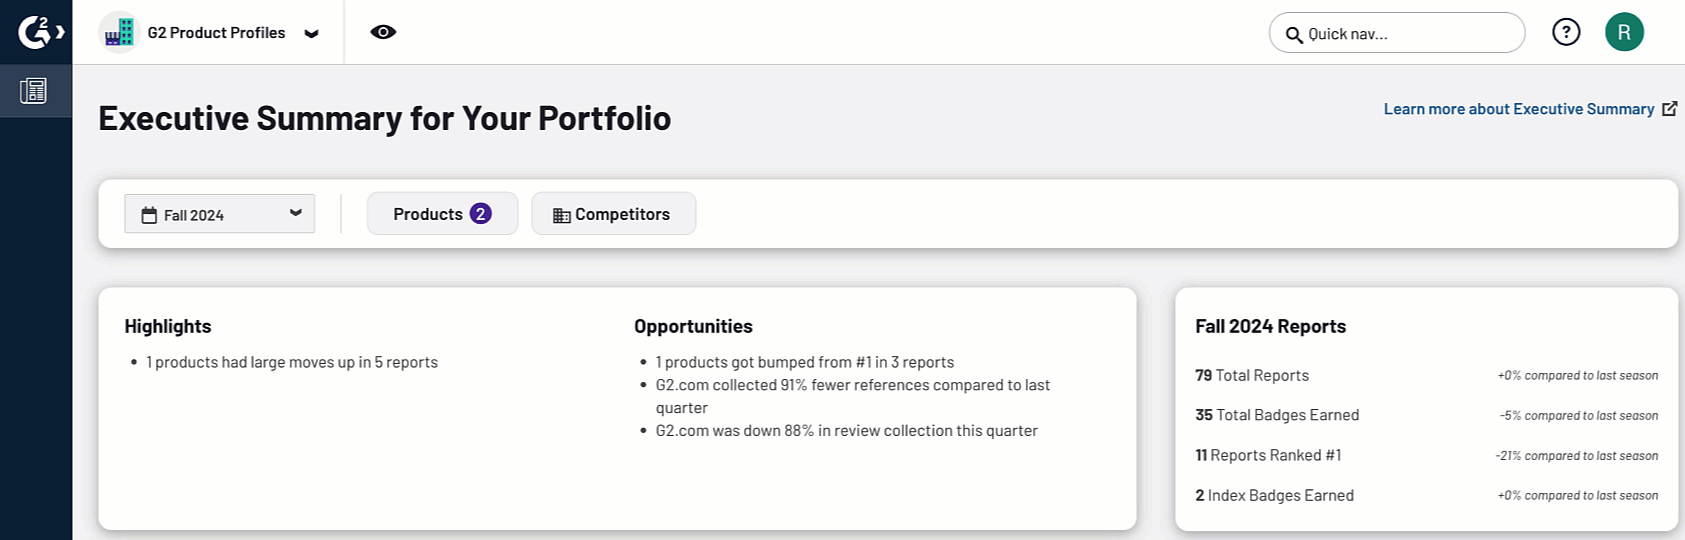 G2
G2 Product Profiles
Quick nav...
?
R
Executive Summary for Your Portfolio
Learn more about Executive Summary
Fall 2024
Products 2
Competitors
Highlights
1 products had large moves up in 5 reports
Opportunities
1 products got bumped from #1 in 3 reports
G2.com collected 91% fewer references compared to last
quarter
G2.com was down 88% in review collection this quarter
Fall 2024 Reports
79 Total Reports +0% compared to last season
35 Total Badges Earned -5% compared to last season
11 Reports Ranked #1 -21% compared to last season
2 Index Badges Earned +0% compared to last season